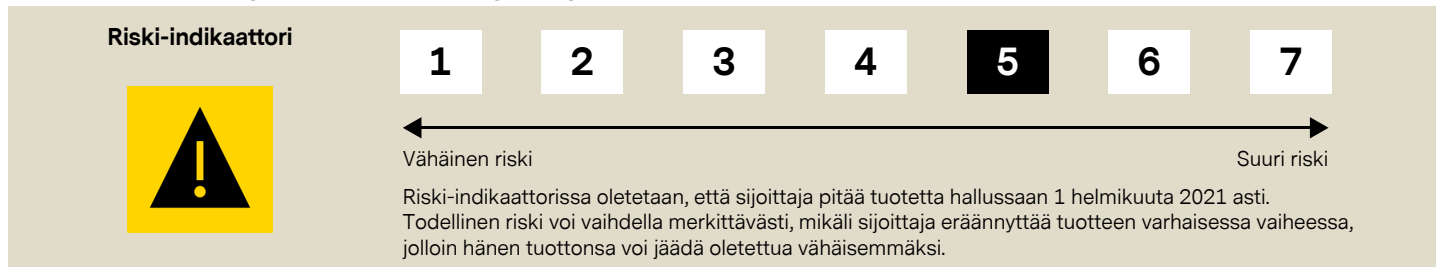 Riski-indikaattori
1 2 3 4 5 6 7
Vähäinen riski Suuri riski
Riski-indikaattorissa oletetaan, että sijoittaja pitää tuotetta hallussaan 1 helmikuuta 2021 asti.
Todellinen riski voi vaihdella merkittävästi, mikäli sijoittaja eräännyttää tuotteen varhaisessa vaiheessa,
jolloin hänen tuottonsa voi jäädä oletettua vähäisemmäksi.